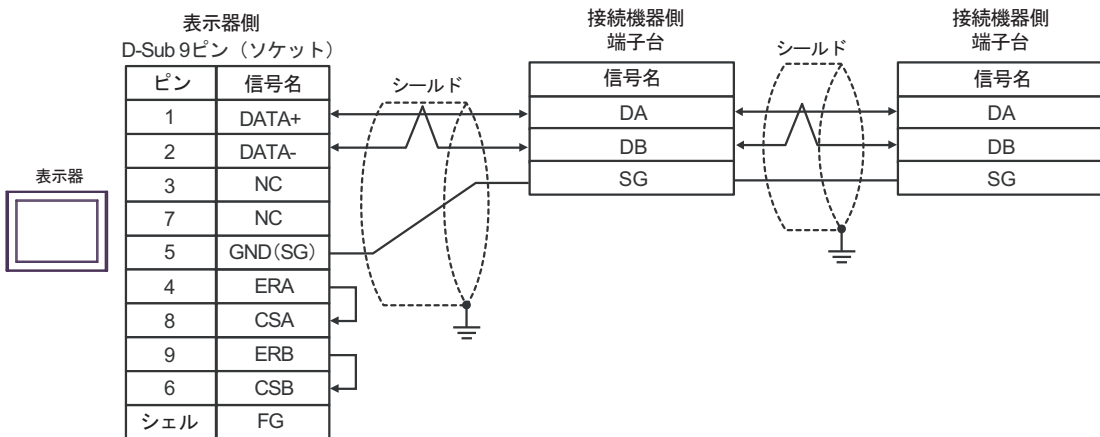 表示器側
D-Sub 9ピン（ソケット）
ピン 信号名
1 DATA+
2 DATA-
3 NC
7 NC
5 GND（SG）
4 ERA
8 CSA
9 ERB
6 CSB
シェル FG
表示器
シールド
接続機器側
端子台
信号名
DA
DB
SG
シールド
接続機器側
端子台
信号名
DA
DB
SG